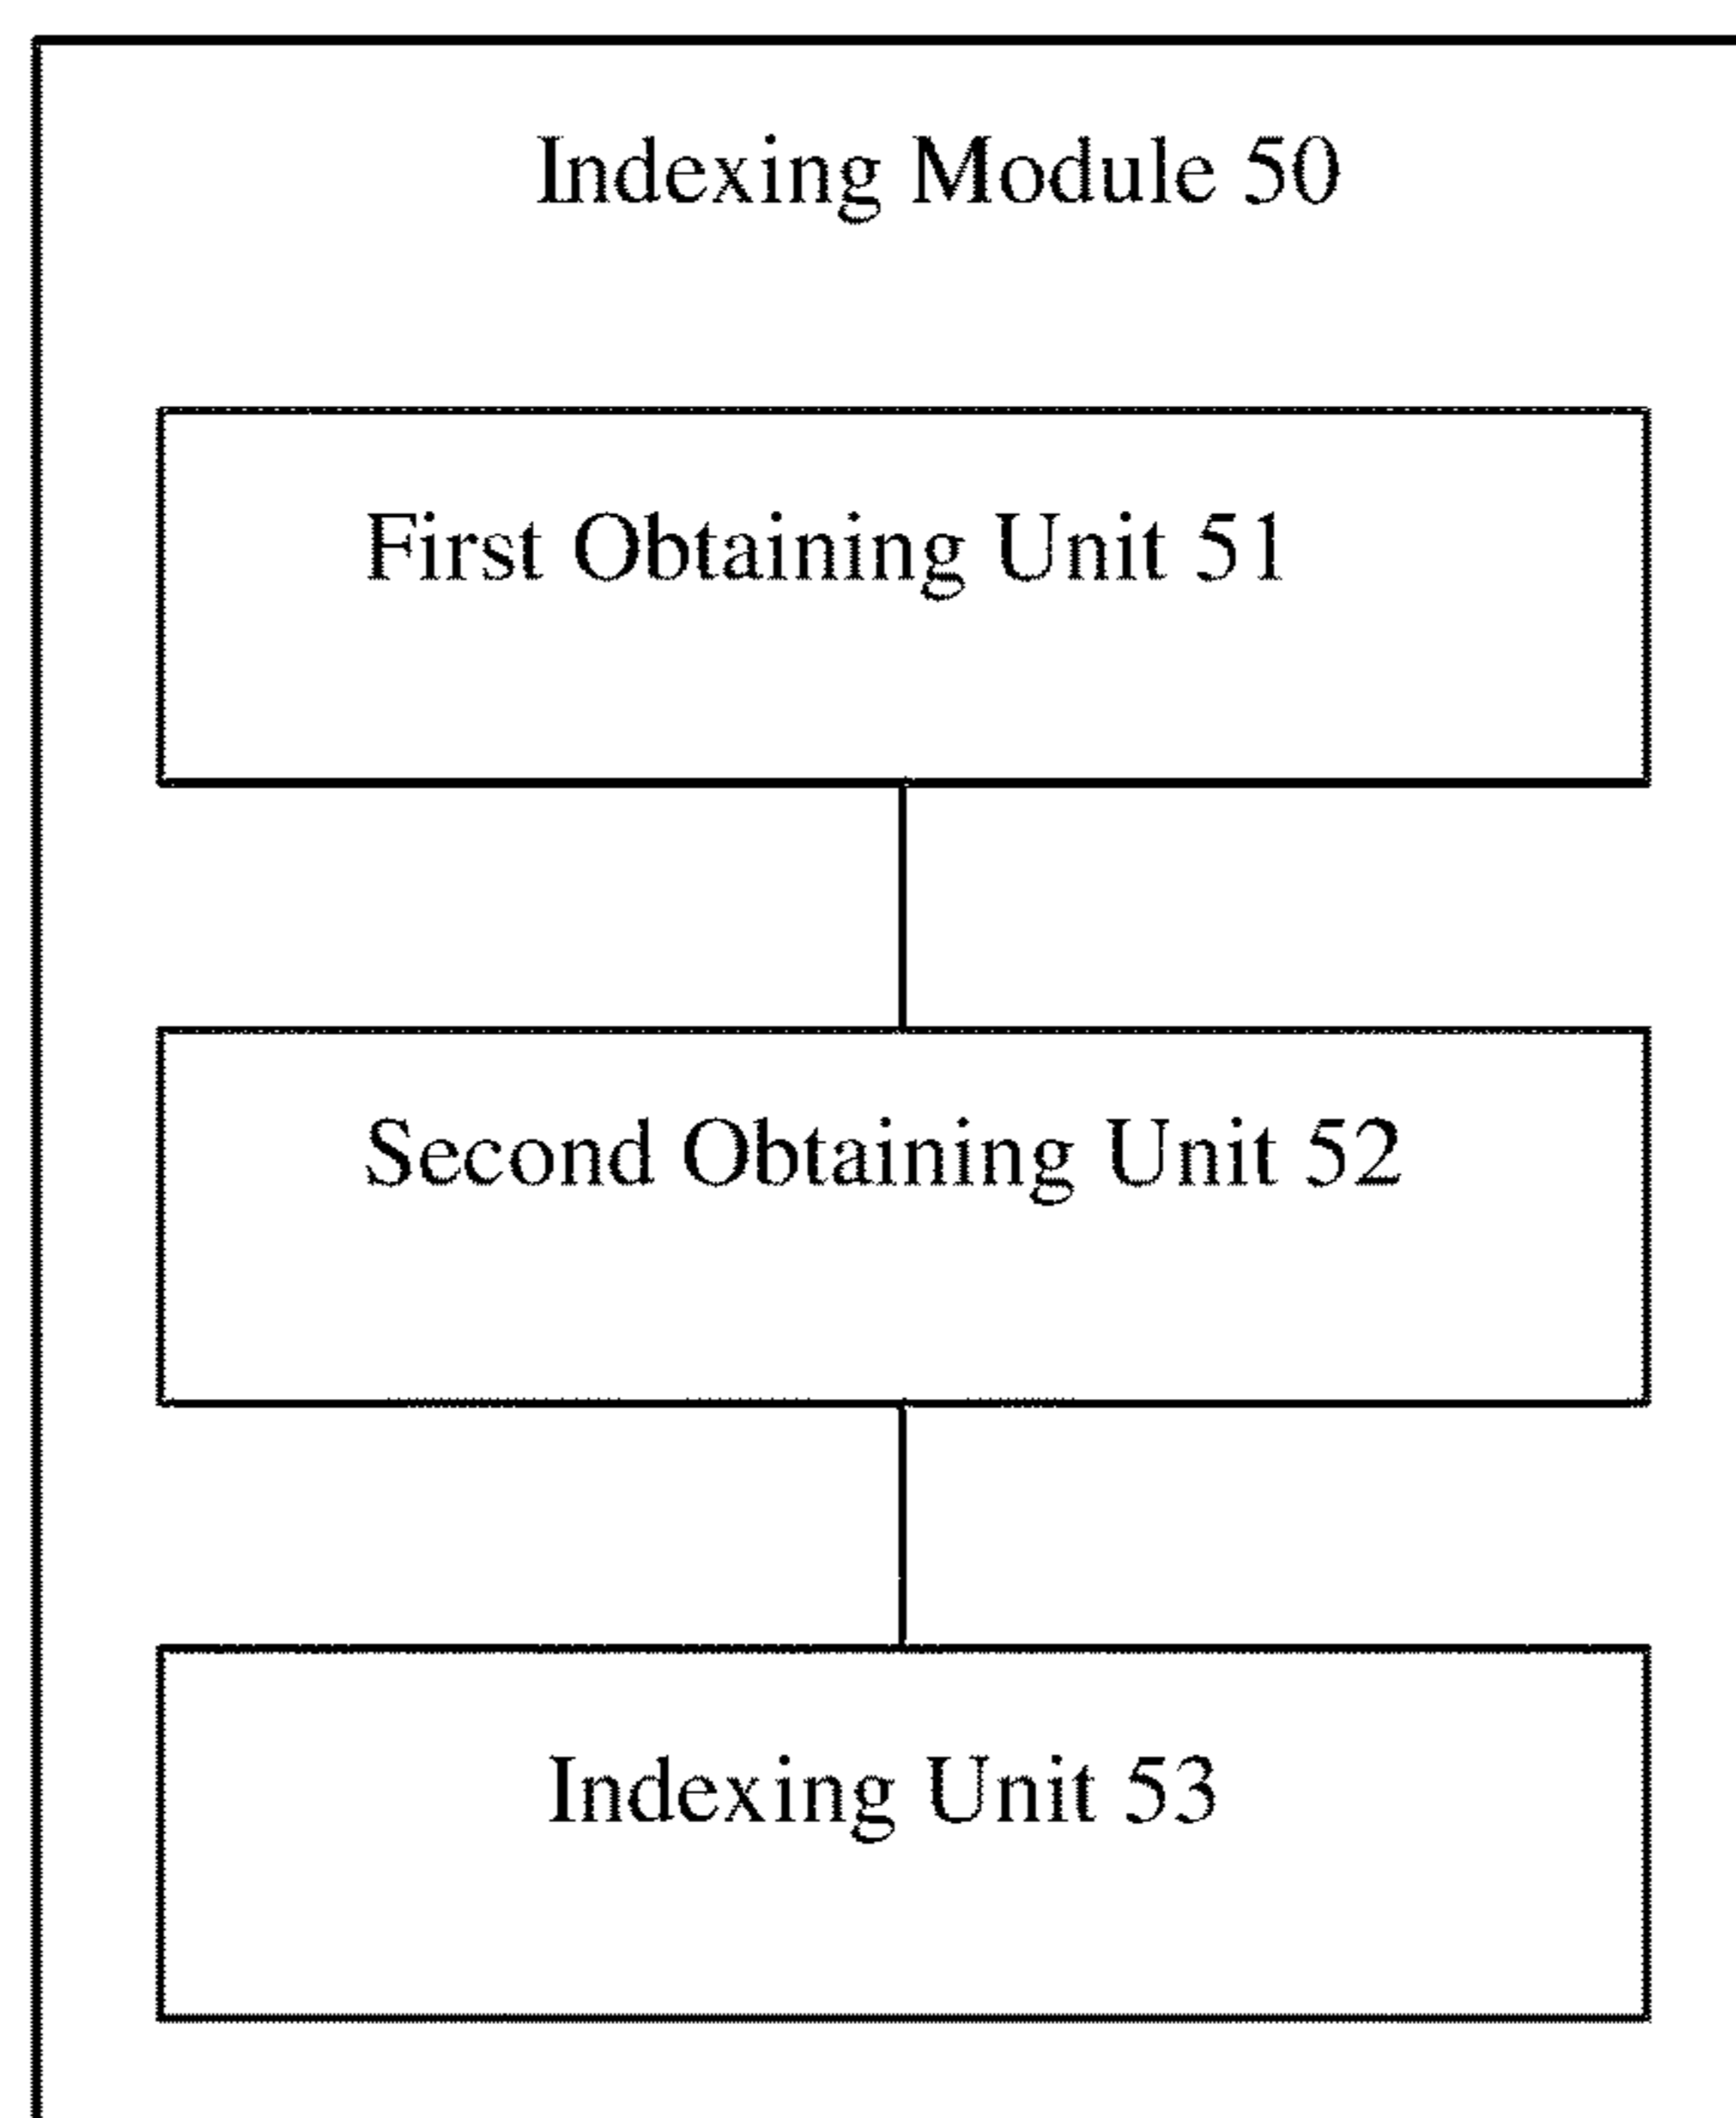 Indexing Module 50
First Obtaining Unit 51
Second Obtaining Unit 52
Indexing Unit 53